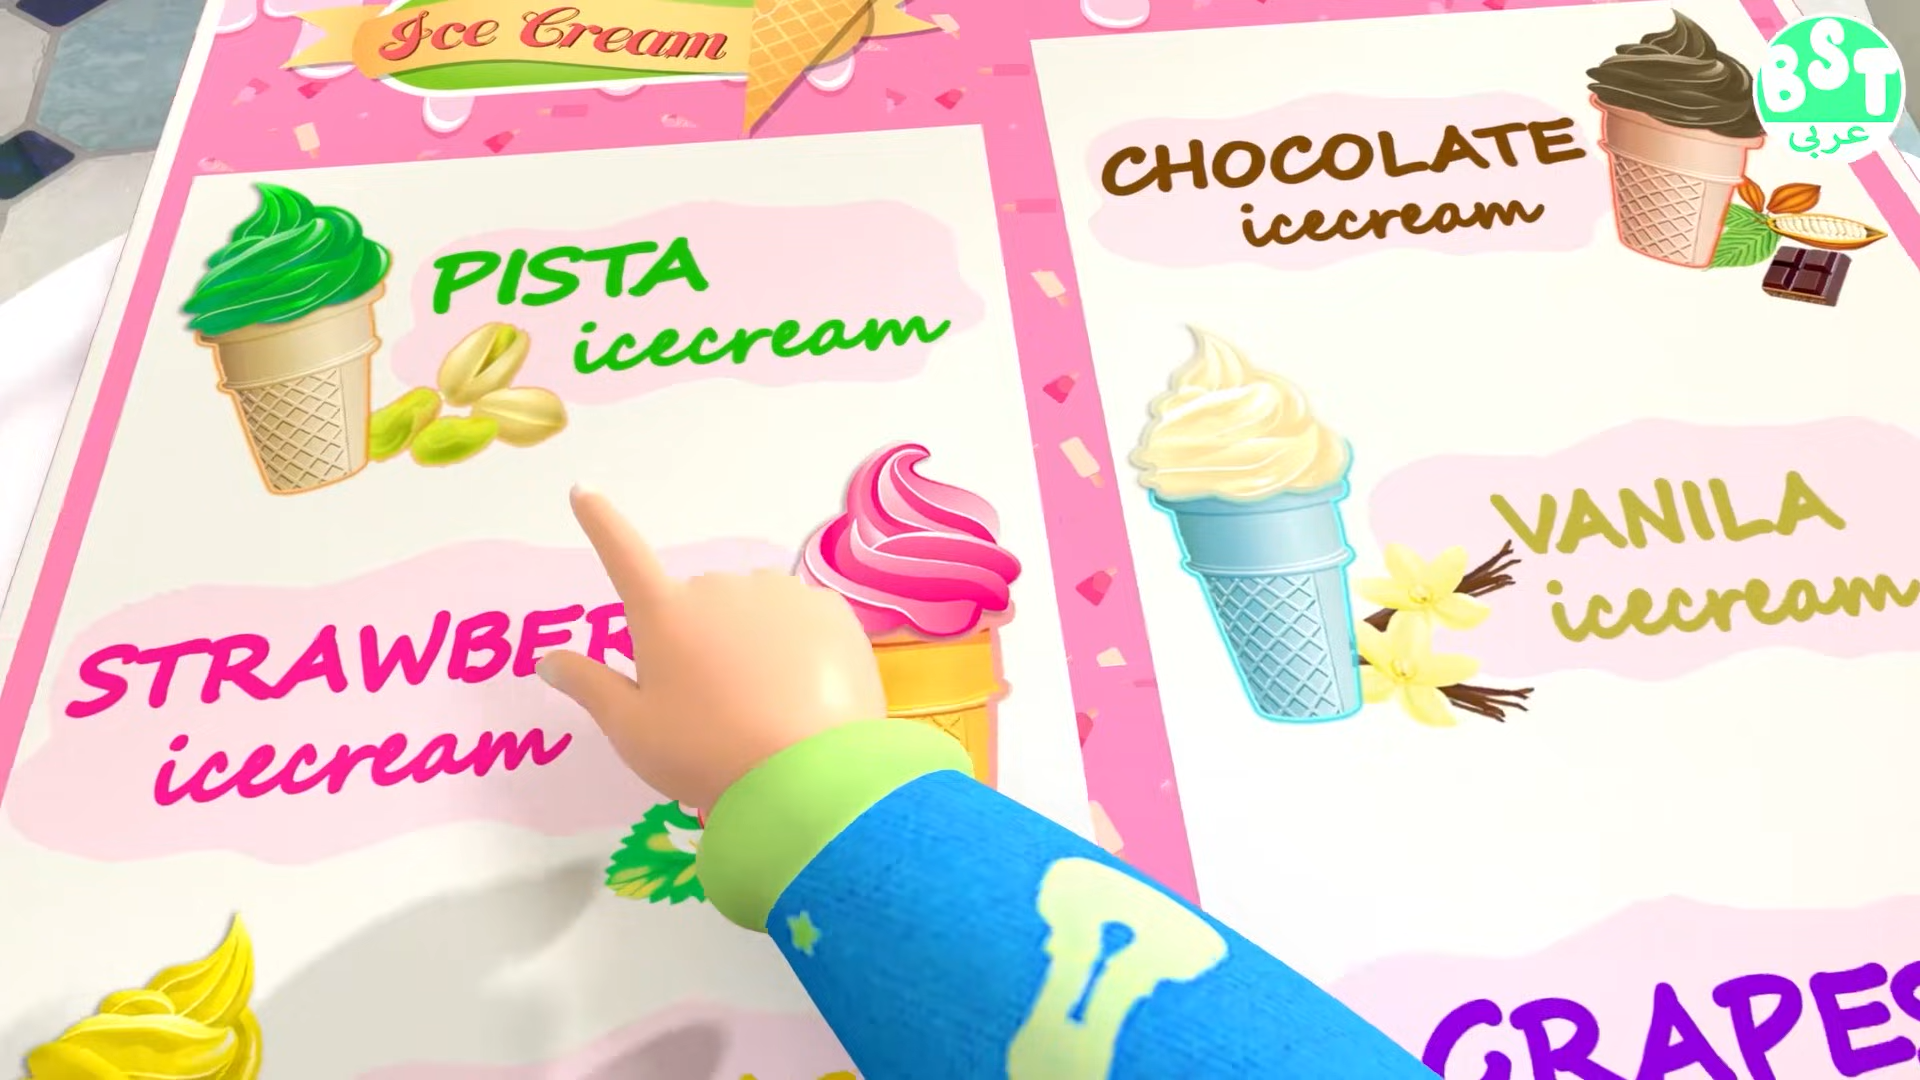 Ice Cream
PISTA
icecream
STRAWBER
icecream
CHOCOLATE
icecream
VANILA
icecream
GRAPES
BST
عربي